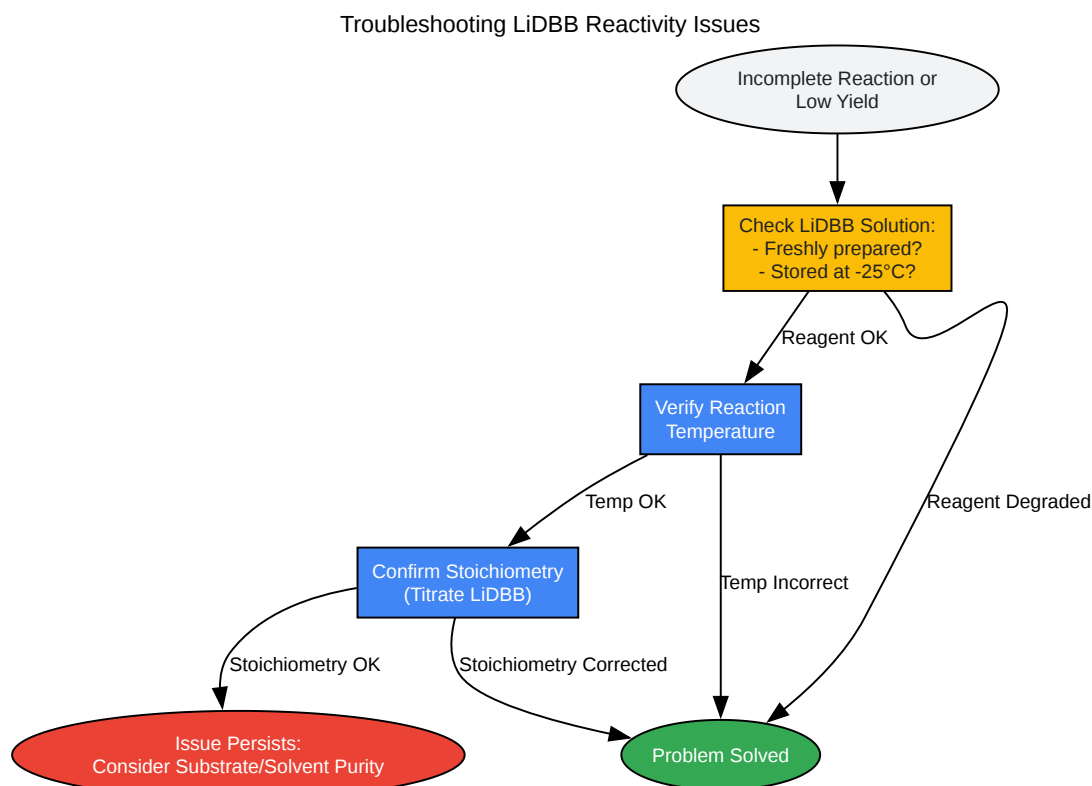 Troubleshooting LiDBB Reactivity Issues
Incomplete Reaction or
Low Yield
Check LiDBB Solution:
- Freshly prepared?
- Stored at -25°C?
Reagent OK
Verify Reaction
Temperature
Temp OK
Reagent Degraded
Confirm Stoichiometry
(Titrate LiDBB)
Temp Incorrect
Stoichiometry OK
Stoichiometry Corrected
Issue Persists:
Consider Substrate/Solvent Purity
Problem Solved